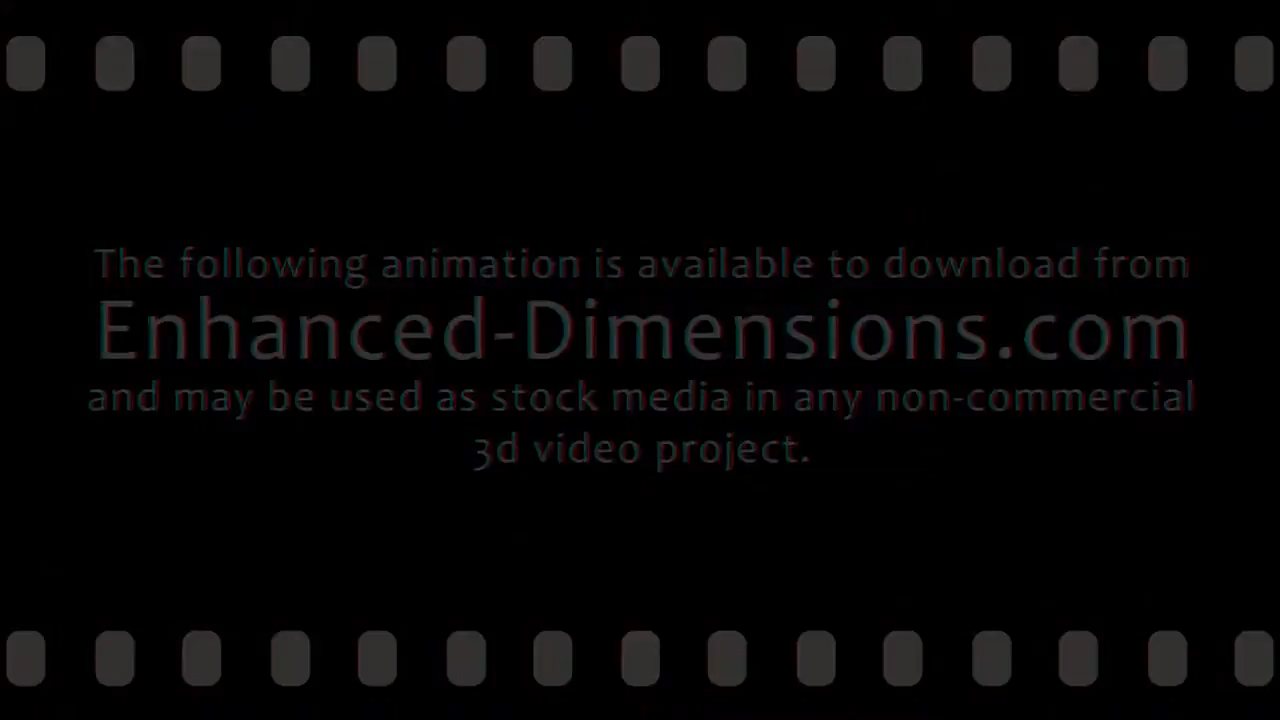 The following animation is available to download from
Enhanced-Dimensions.com
and may be used as stock media in any non-commercial
3d video project.